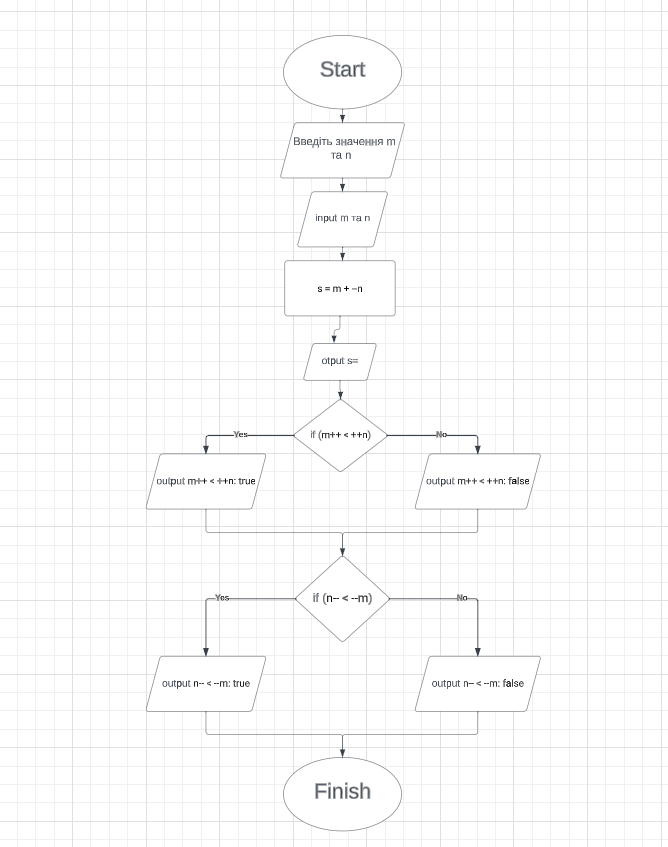 Start
Введіть значення m
та n
input m та n
s = m + –n
otput s=
if (m++ < ++n)
Yes
No
output m++ < ++n: true
output m++ < ++n: false
if (n-- < --m)
Yes
No
output n-- < --m: true
output n-- < --m: false
Finish